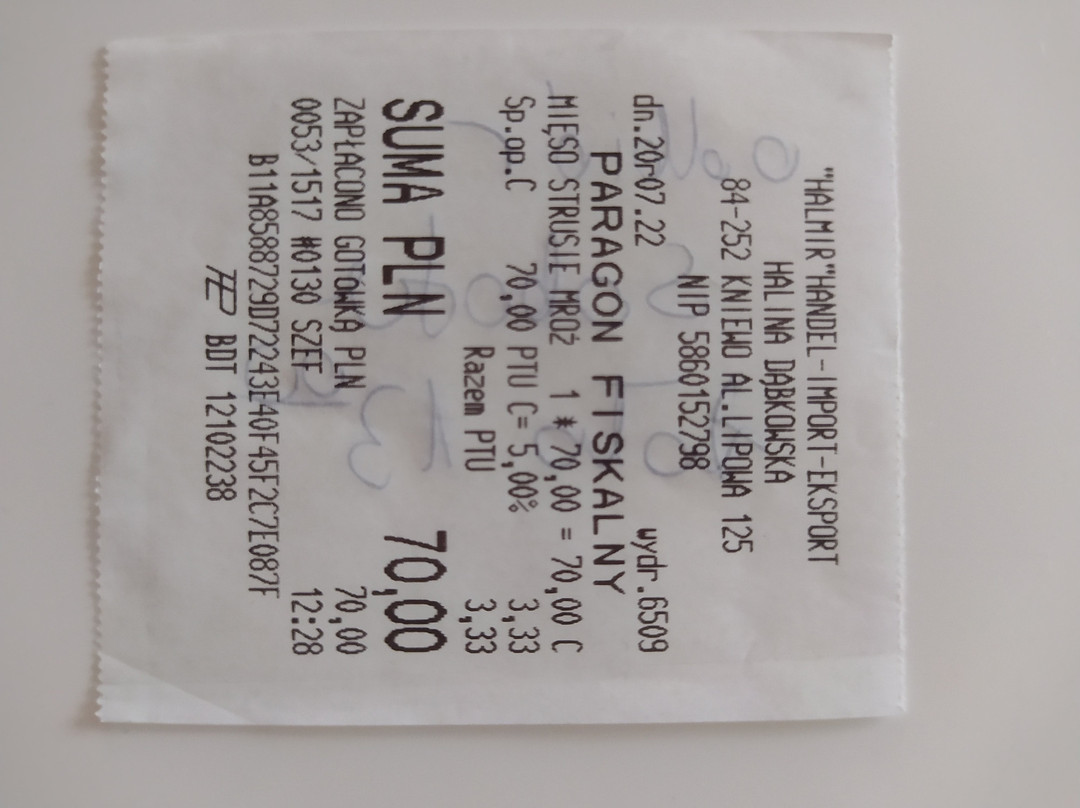 "HALMIR"HANDEL-IMPORT-EKSPORT
HALINA DĄBKOWSKA
84-252 KNIEWO AL.LIPOWA 125
NIP 5860152798
dn.20r07.22 wydr.6509
PARAGON FISKALNY
MIĘSO STRUSIE MROŻ 1 * 70,00 = 70,00 C
Sp.op.C 70,00 PTU C= 5,00% 3,33
Razem PTU 3,33
SUMA PLN 70,00
ZAPŁACONO GOTÓWKĄ PLN 70,00
0053/1517 #0130 SZEF 12:28
B11A8588729D72243E40F45F2C7E087F
BDT 12102238